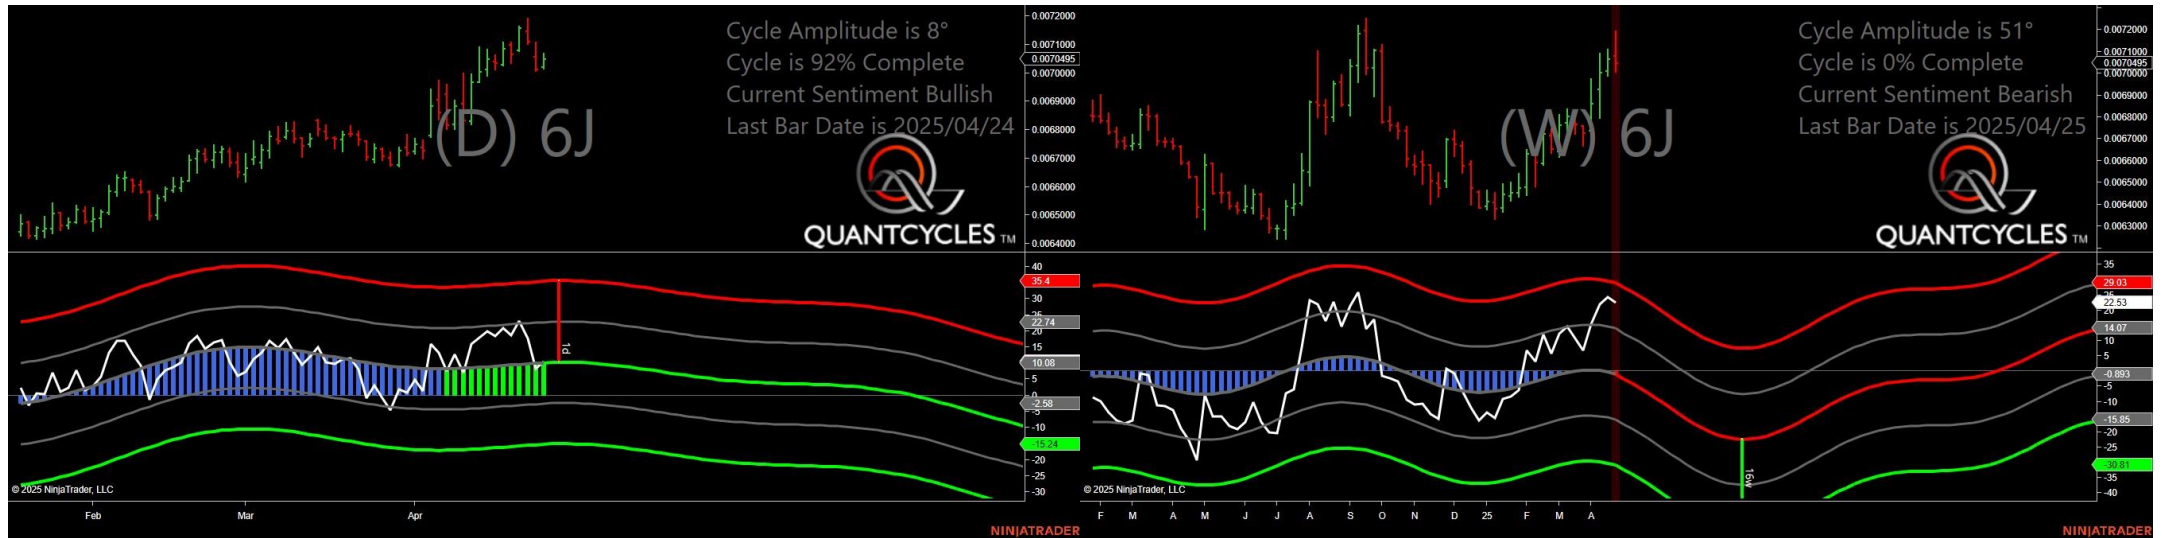 Cycle Amplitude is 8°
Cycle is 92% Complete
Current Sentiment Bullish
Last Bar Date is 2025/04/24
(D) 6J
QUANTCYCLES TM
0.0072000
0.0071000
0.0070495
0.0070000
0.0069000
0.0068000
0.0067000
0.0066000
0.0065000
0.0064000
40
35.4
30
25
22.74
20
15
10.08
5
0
-2.58
-5
-10
-15.24
-20
-25
-30
1d
© 2025 NinjaTrader, LLC
Feb Mar Apr
NINJATRADER
Cycle Amplitude is 51°
Cycle is 0% Complete
Current Sentiment Bearish
Last Bar Date is 2025/04/25
(W) 6J
QUANTCYCLES TM
0.0072000
0.0071000
0.0070495
0.0070000
0.0069000
0.0068000
0.0067000
0.0066000
0.0065000
0.0064000
0.0063000
35
29.03
25
22.53
20
14.07
10
5
-0.893
-5
-10
-15.85
-20
-25
-30.81
-35
-40
16w
© 2025 NinjaTrader, LLC
F M A M J J A S O N D 25 F M A
NINJATRADER